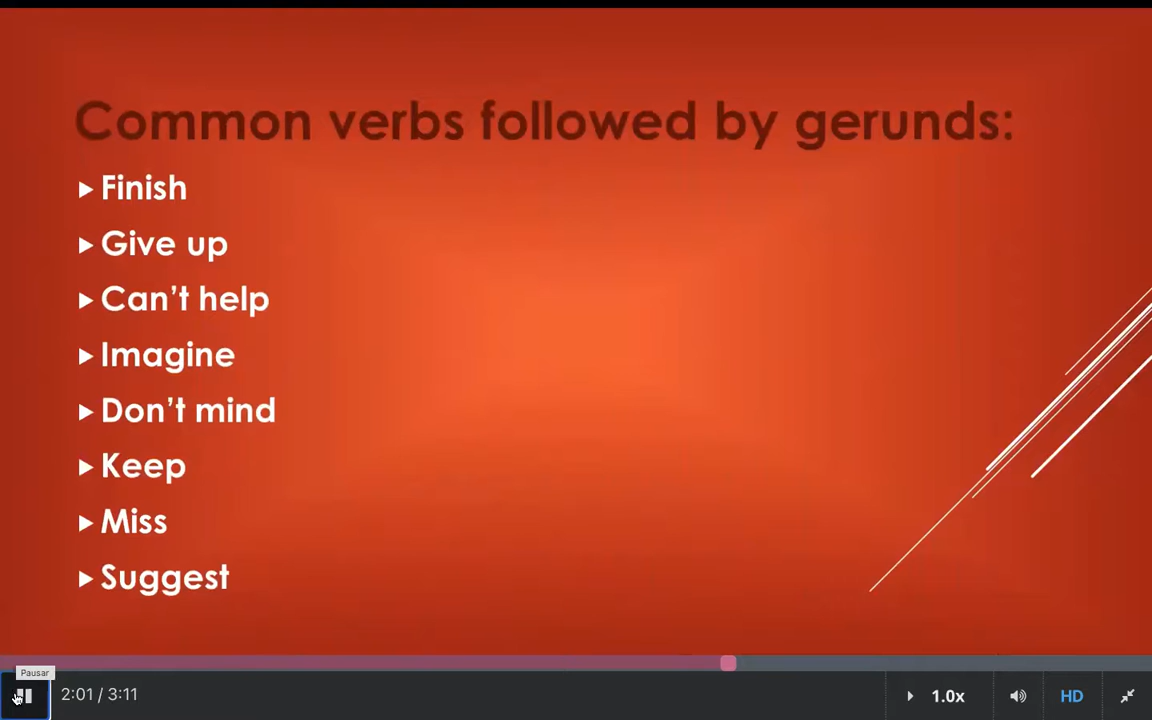 Common verbs followed by gerunds:
Finish
Give up
Can't help
Imagine
Don't mind
Keep
Miss
Suggest
Pausar
2:01 / 3:11
1.0x
HD